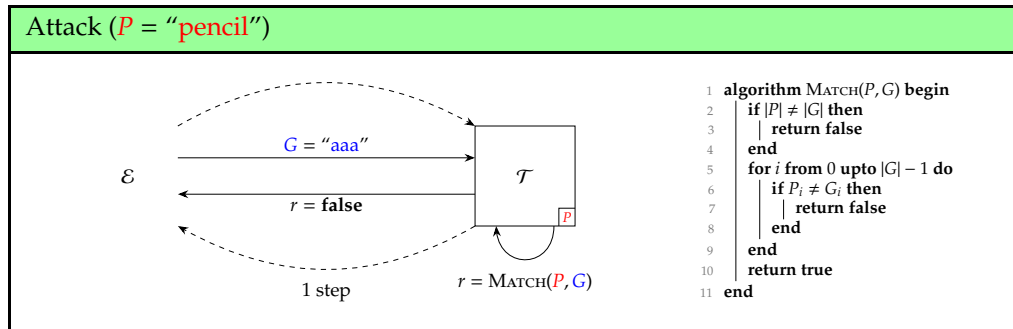 Attack (P = “pencil”)
G = “aaa”
ℰ
𝒯
r = false
P
1 step
r = MATCH(P, G)
1 algorithm MATCH(P, G) begin
2 if |P| ≠ |G| then
3 return false
4 end
5 for i from 0 upto |G| − 1 do
6 if P_i ≠ G_i then
7 return false
8 end
9 end
10 return true
11 end